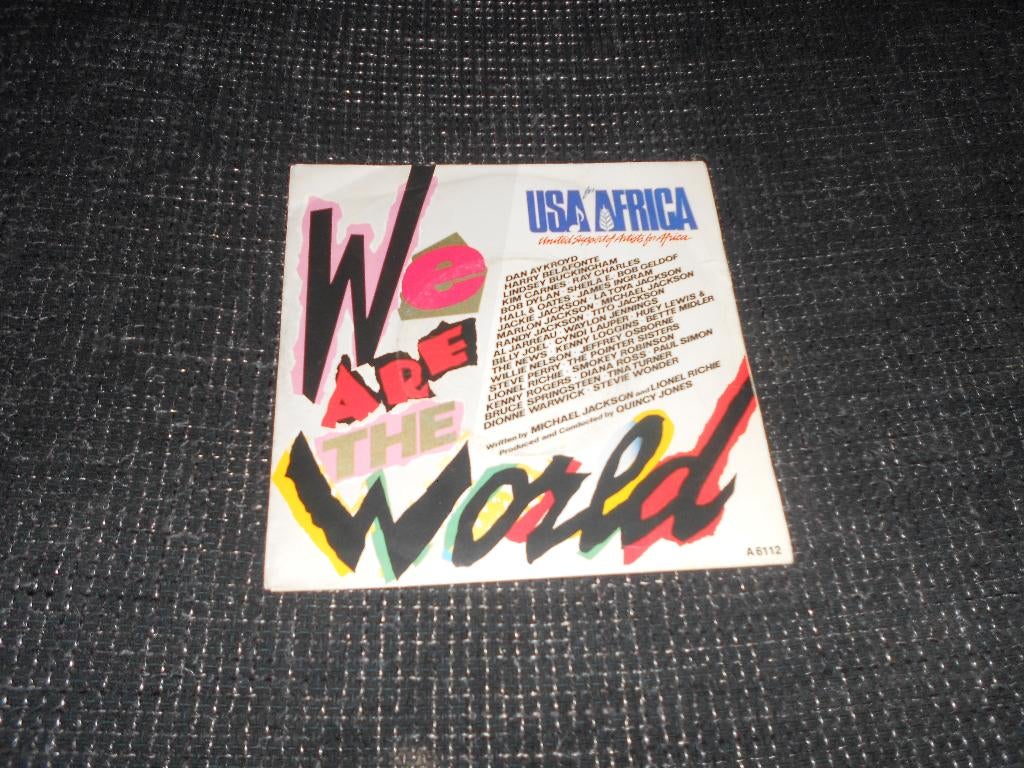 We
ARE
THE
World
USA for AFRICA
United Support of Artists for Africa
DAN AYKROYD
HARRY BELAFONTE
LINDSEY BUCKINGHAM
KIM CARNES · RAY CHARLES
BOB DYLAN · SHEILA E. BOB GELDOF
HALL & OATES · JAMES INGRAM
JACKIE JACKSON · LATOYA JACKSON
MARLON JACKSON · MICHAEL JACKSON
RANDY JACKSON · TITO JACKSON
AL JARREAU · WAYLON JENNINGS
BILLY JOEL · CYNDI LAUPER · HUEY LEWIS &
THE NEWS · KENNY LOGGINS · BETTE MIDLER
WILLIE NELSON · JEFREY OSBORNE
STEVE PERRY · THE POINTER SISTERS
LIONEL RICHIE · SMOKEY ROBINSON
KENNY ROGERS · DIANA ROSS · PAUL SIMON
BRUCE SPRINGSTEEN · TINA TURNER
DIONNE WARWICK · STEVIE WONDER
Written by MICHAEL JACKSON and LIONEL RICHIE
Produced and Conducted by QUINCY JONES
A 6112